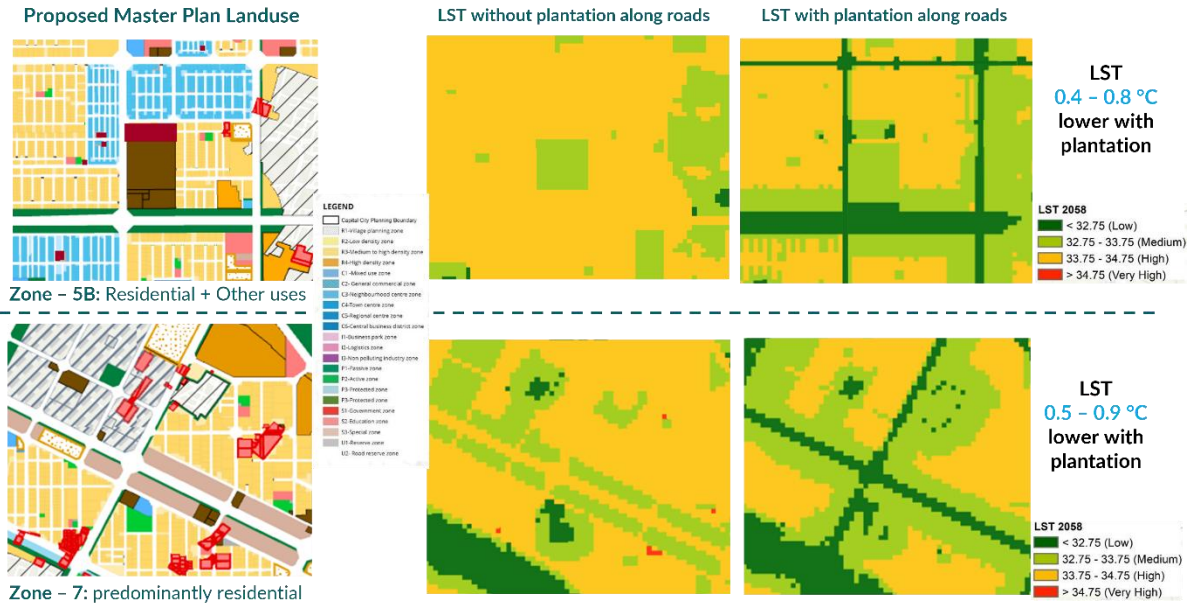 Proposed Master Plan Landuse
LST without plantation along roads
LST with plantation along roads
LST
0.4 – 0.8 °C
lower with
plantation
LST 2058
< 32.75 (Low)
32.75 - 33.75 (Medium)
33.75 - 34.75 (High)
> 34.75 (Very High)
Zone – 5B: Residential + Other uses
LEGEND
Capital City Planning Boundary
R1-Village planning zone
R2-Low density zone
R3-Medium to high density zone
R4-High density zone
C1 -Mixed use zone
C2- General commercial zone
C3-Neighbourhood centre zone
C4-Town centre zone
C5-Regional centre zone
C6-Central business district zone
I1-Business park zone
I2-Logistics zone
I3-Non polluting industry zone
P1-Passive zone
P2-Active zone
P3-Protected zone
P3-Protected zone
S1-Government zone
S2-Education zone
S3-Special zone
U1-Reserve zone
U2- Road reserve zone
LST
0.5 – 0.9 °C
lower with
plantation
LST 2058
< 32.75 (Low)
32.75 - 33.75 (Medium)
33.75 - 34.75 (High)
> 34.75 (Very High)
Zone – 7: predominantly residential